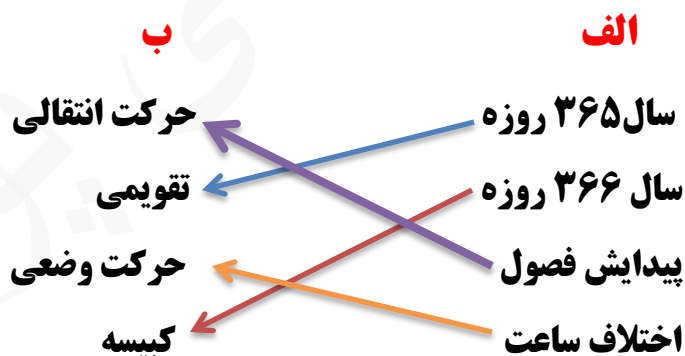 الف ب
سال۳۶۵ روزه حرکت انتقالی
سال ۳۶۶ روزه تقویمی
پیدایش فصول حرکت وضعی
اختلاف ساعت کبیسه